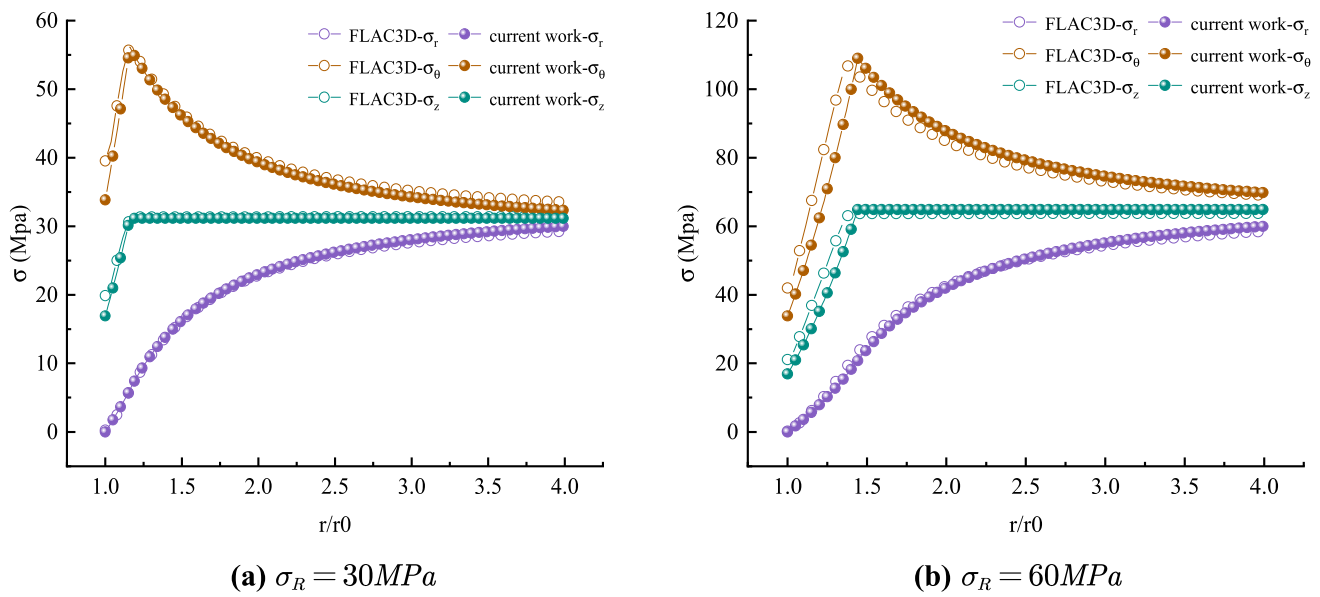 FLAC3D-σr current work-σr
FLAC3D-σθ current work-σθ
FLAC3D-σz current work-σz
60
50
40
30
20
10
0
σ (Mpa)
1.0 1.5 2.0 2.5 3.0 3.5 4.0
r/r0
(a) σR = 30MPa
FLAC3D-σr current work-σr
FLAC3D-σθ current work-σθ
FLAC3D-σz current work-σz
120
100
80
60
40
20
0
σ (Mpa)
1.0 1.5 2.0 2.5 3.0 3.5 4.0
r/r0
(b) σR = 60MPa